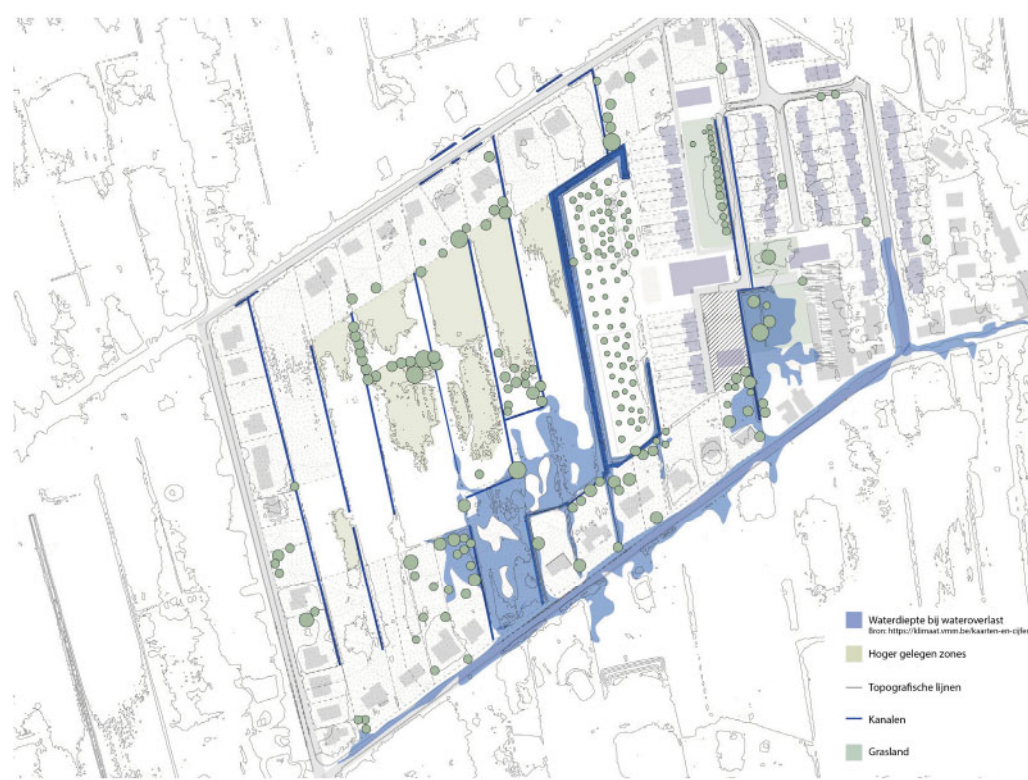 Waterdiepte bij wateroverlast
Bron: https://klimaat.vmm.be/kaarten-en-cijfer
Hoger gelegen zones
Topografische lijnen
Kanalen
Grasland